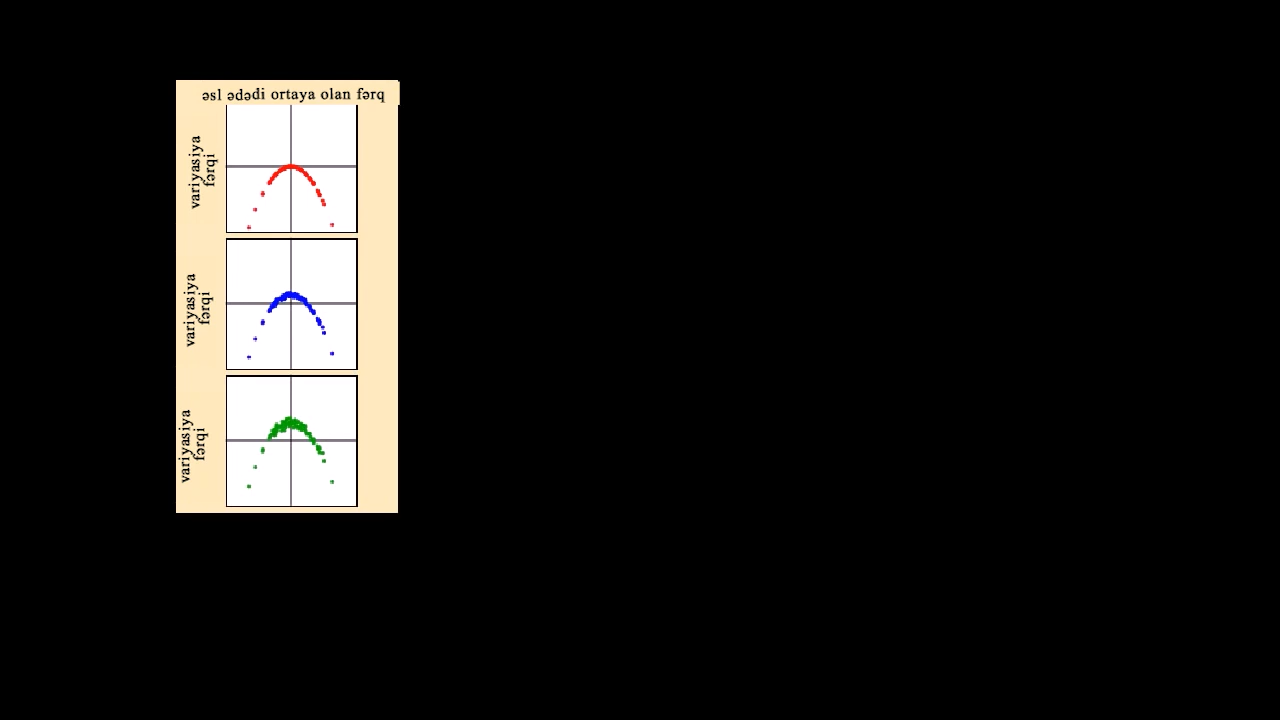 əsl ədədi ortaya olan fərq
variyasiya
fərqi
variyasiya
fərqi
variyasiya
fərqi